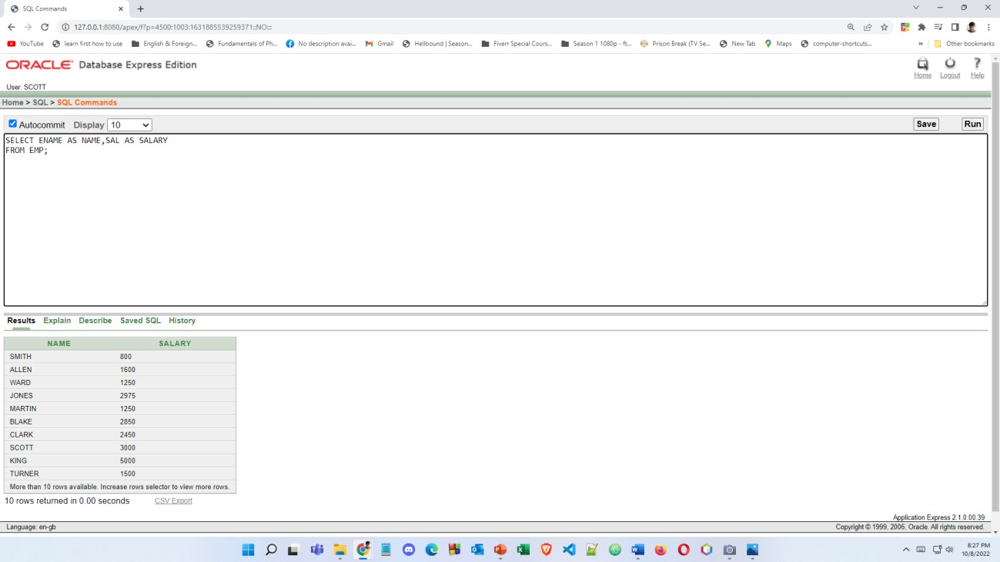 SQL Commands
127.0.0.1:8080/apex/f?p=4500:1003:1631885539259371::NO:::
YouTube learn first how to use English & Foreign... Fundamentals of Ph... No description avai... Gmail Hellbound | Season... Fiverr Special Cours... Season 1 1080p - ft... Prison Break (TV Se... New Tab Maps computer-shortcuts... » Other bookmarks
ORACLE Database Express Edition
Home Logout Help
User: SCOTT
Home > SQL > SQL Commands
Autocommit Display 10 Save Run
SELECT ENAME AS NAME,SAL AS SALARY
FROM EMP;
Results Explain Describe Saved SQL History
NAME SALARY
SMITH 800
ALLEN 1600
WARD 1250
JONES 2975
MARTIN 1250
BLAKE 2850
CLARK 2450
SCOTT 3000
KING 5000
TURNER 1500
More than 10 rows available. Increase rows selector to view more rows.
10 rows returned in 0.00 seconds CSV Export
Application Express 2.1.0.00.39
Language: en-gb Copyright © 1999, 2006, Oracle. All rights reserved.
8:27 PM
10/8/2022